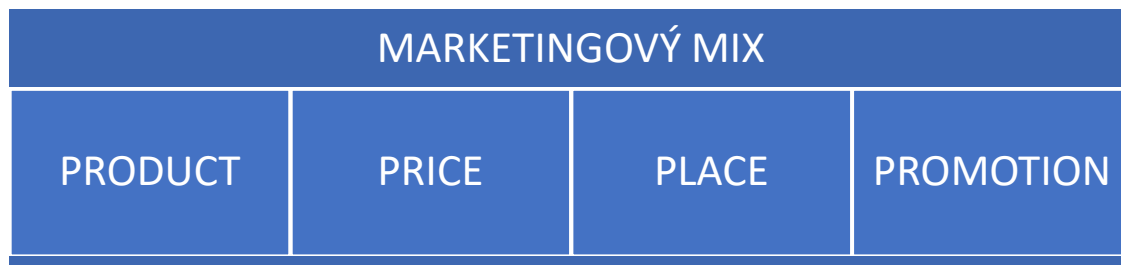 MARKETINGOVÝ MIX
PRODUCT
PRICE
PLACE
PROMOTION